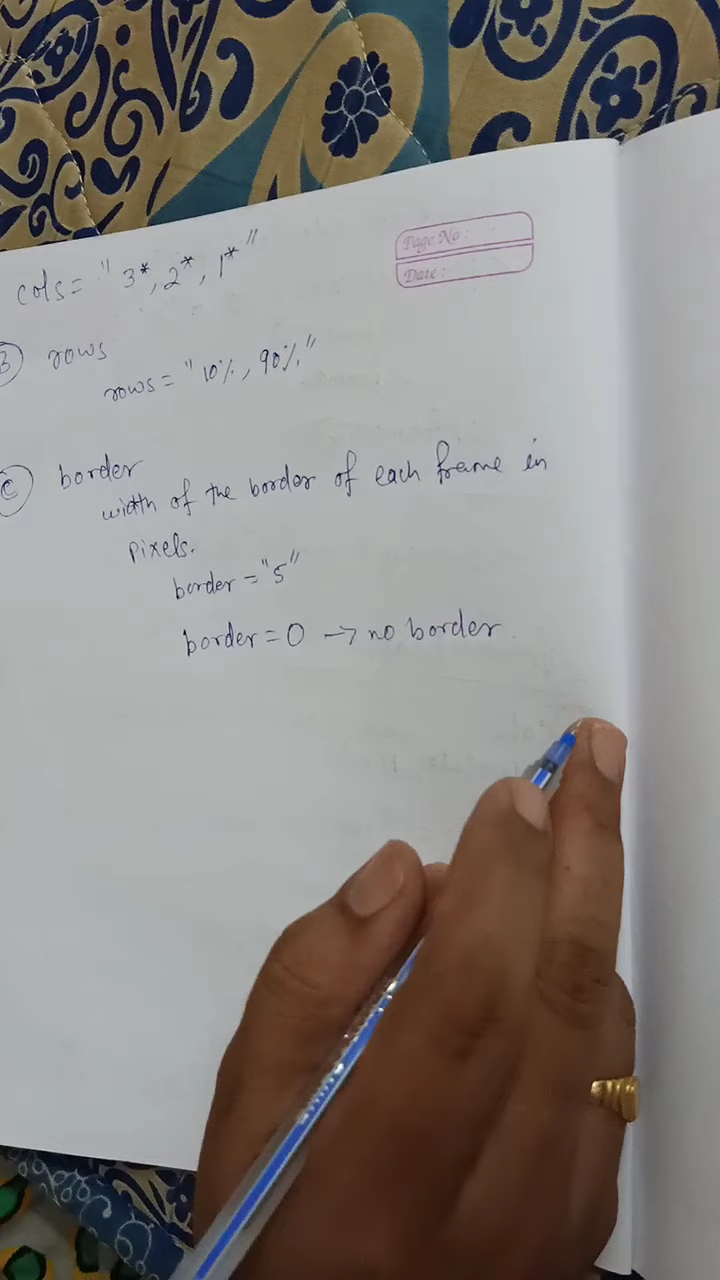 cols = "3*, 2*, 1*"
Page No :
Date :
B rows
rows = "10%, 90%"
C border
width of the border of each frame in
pixels.
border = "5"
border = 0 → no border